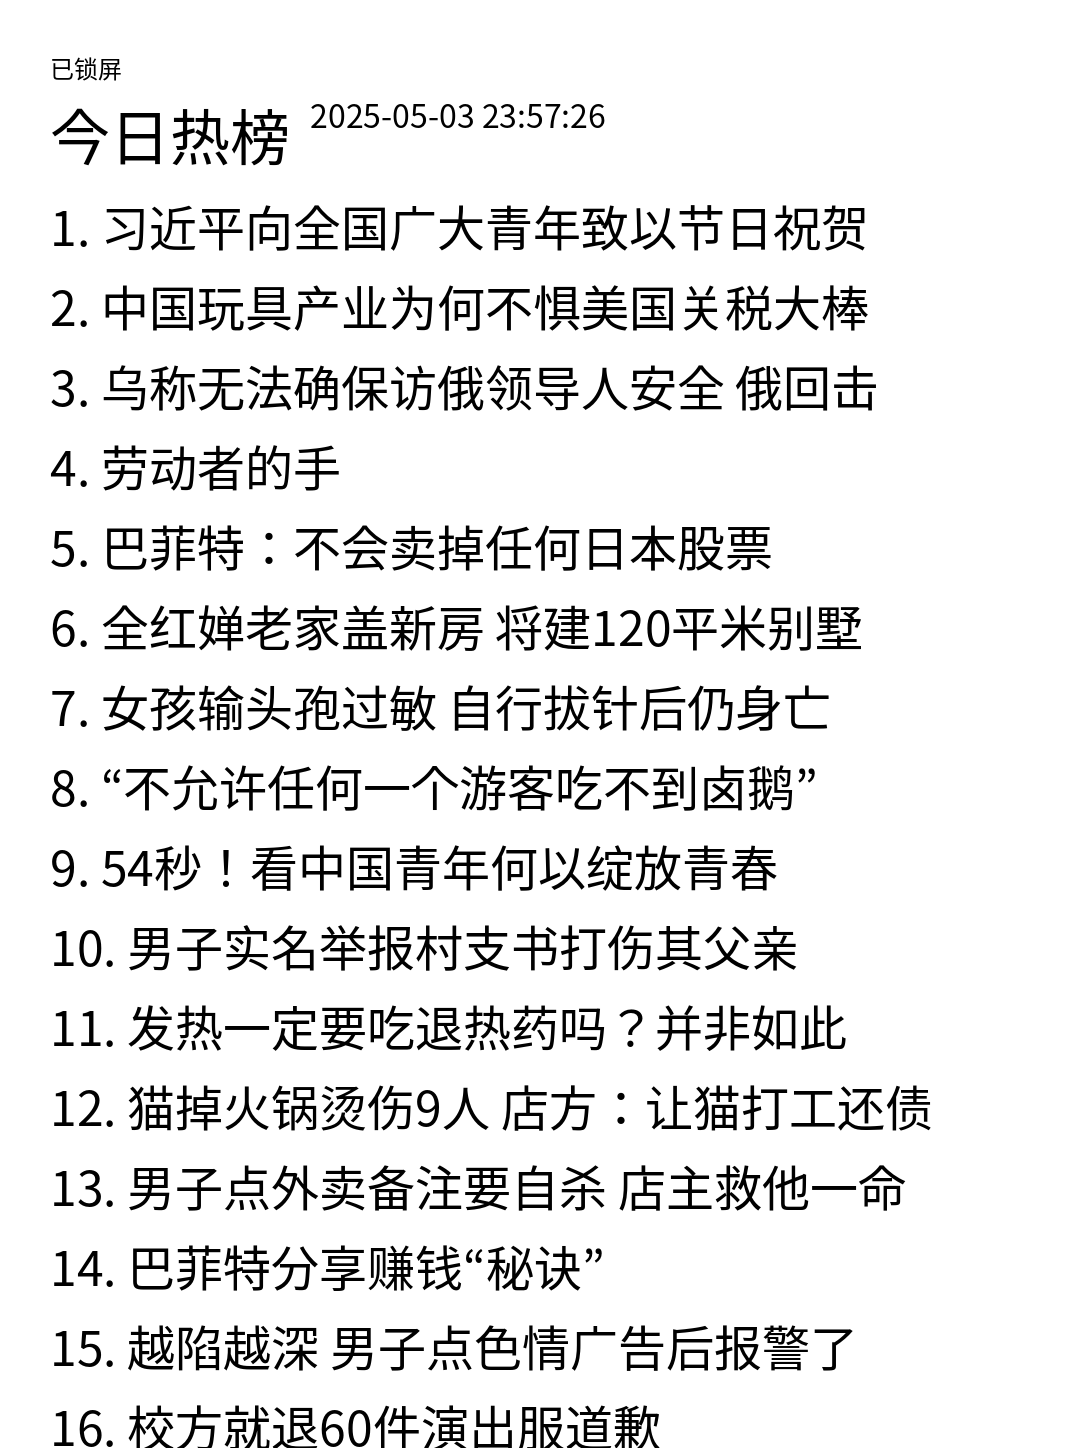 已锁屏
今日热榜 2025-05-03 23:57:26
1. 习近平向全国广大青年致以节日祝贺
2. 中国玩具产业为何不惧美国关税大棒
3. 乌称无法确保访俄领导人安全 俄回击
4. 劳动者的手
5. 巴菲特：不会卖掉任何日本股票
6. 全红婵老家盖新房 将建120平米别墅
7. 女孩输头孢过敏 自行拔针后仍身亡
8. “不允许任何一个游客吃不到卤鹅”
9. 54秒！看中国青年何以绽放青春
10. 男子实名举报村支书打伤其父亲
11. 发热一定要吃退热药吗？并非如此
12. 猫掉火锅烫伤9人 店方：让猫打工还债
13. 男子点外卖备注要自杀 店主救他一命
14. 巴菲特分享赚钱“秘诀”
15. 越陷越深 男子点色情广告后报警了
16. 校方就退60件演出服道歉